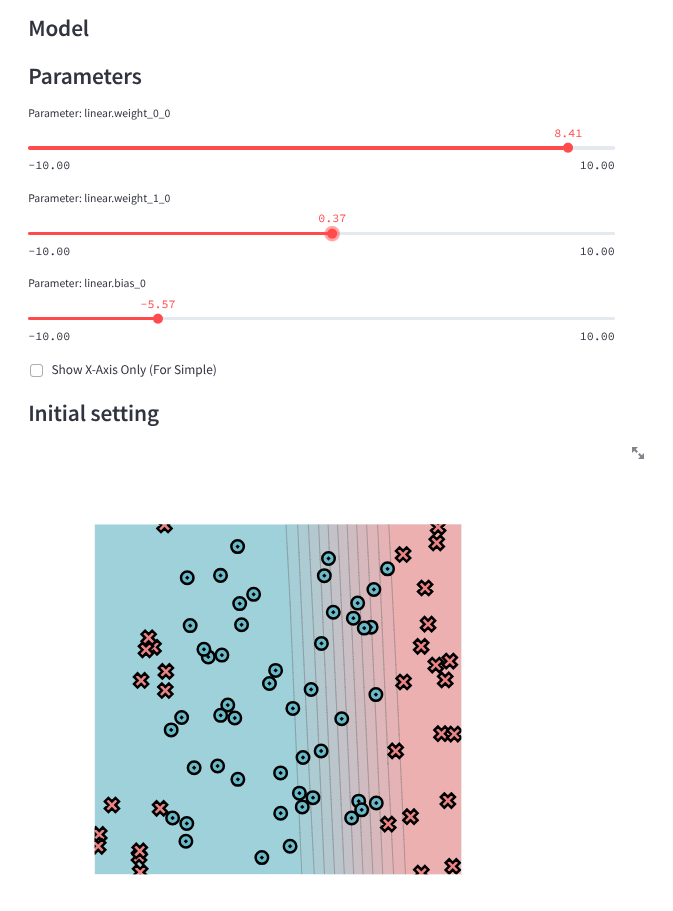 Model
Parameters
Parameter: linear.weight_0_0
8.41
-10.00 10.00
Parameter: linear.weight_1_0
0.37
-10.00 10.00
Parameter: linear.bias_0
-5.57
-10.00 10.00
Show X-Axis Only (For Simple)
Initial setting